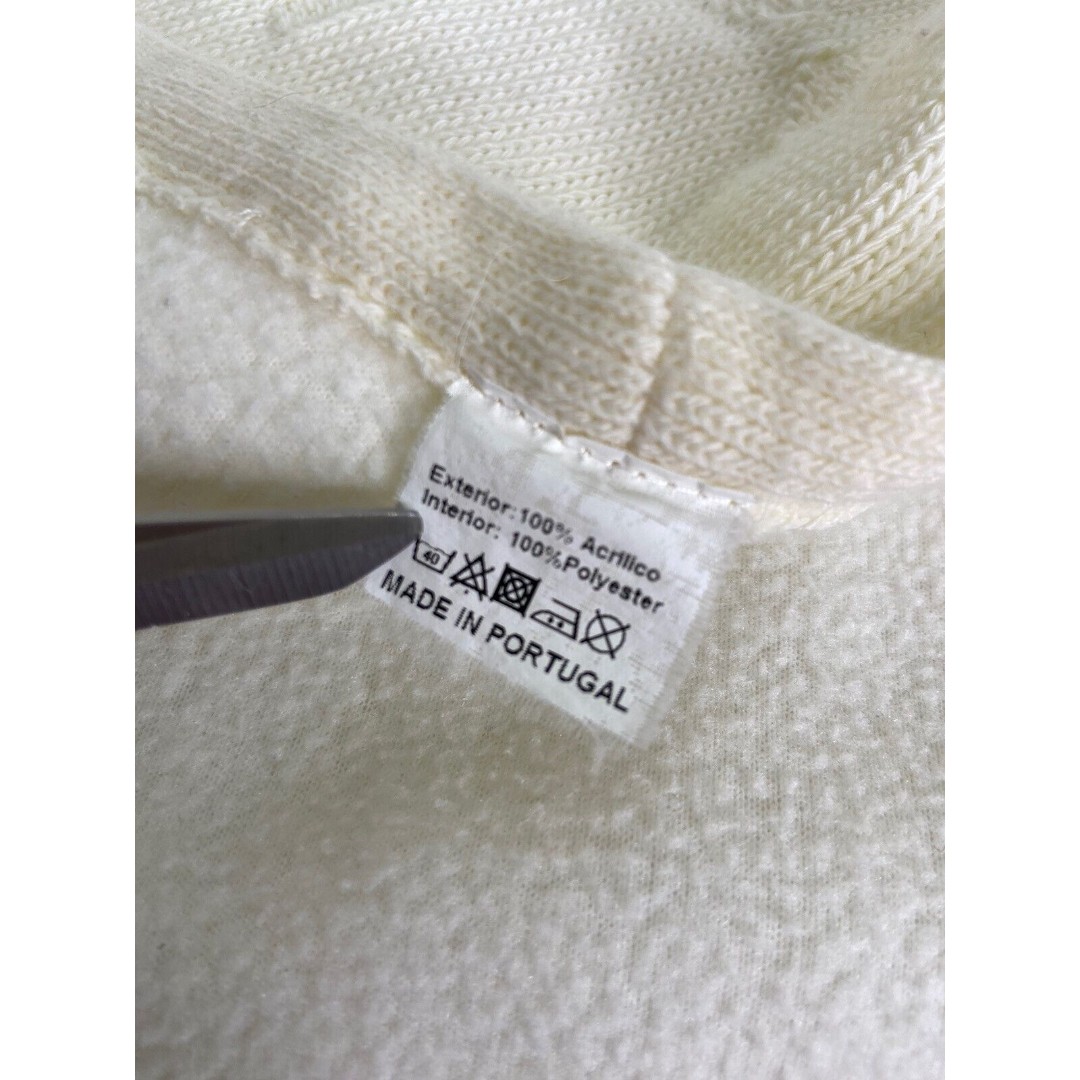 Exterior:100% Acrilico
Interior: 100%Polyester
40
MADE IN PORTUGAL